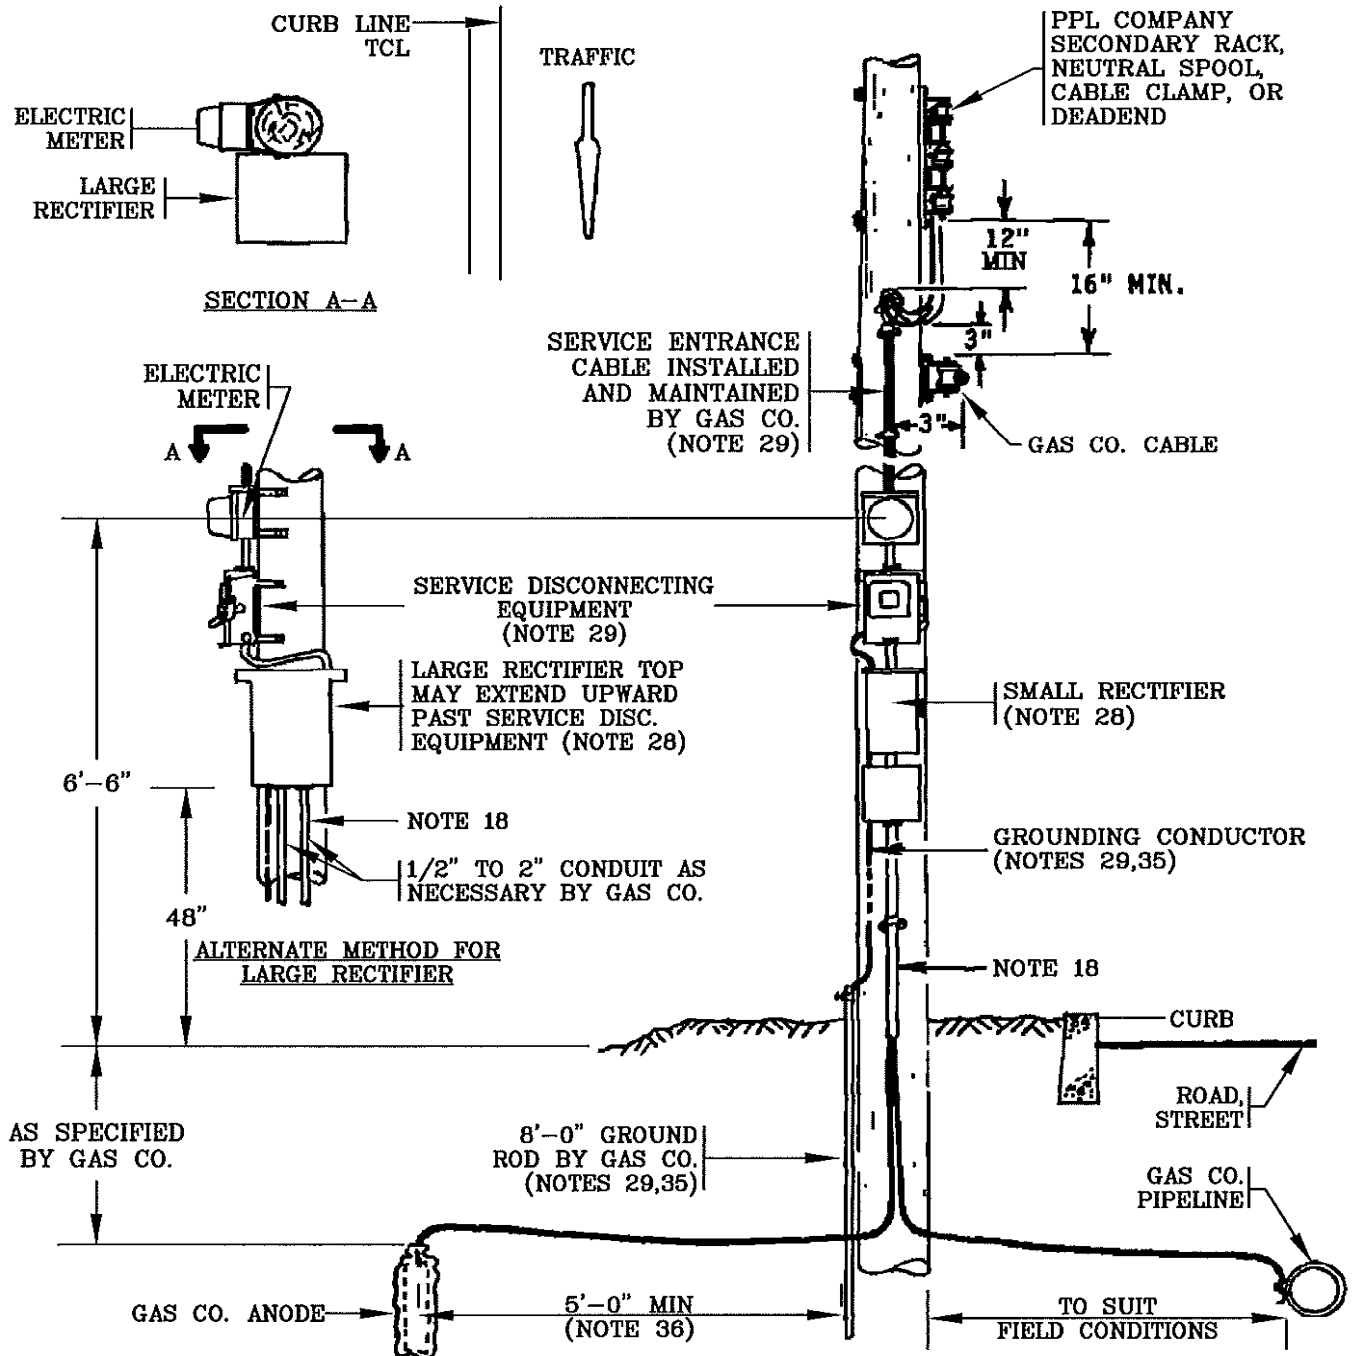 CURB LINE
TCL
TRAFFIC
PPL COMPANY
SECONDARY RACK,
NEUTRAL SPOOL,
CABLE CLAMP, OR
DEADEND
ELECTRIC
METER
LARGE
RECTIFIER
SECTION A-A
12"
MIN
16" MIN.
3"
SERVICE ENTRANCE
CABLE INSTALLED
AND MAINTAINED
BY GAS CO.
(NOTE 29)
3"
GAS CO. CABLE
ELECTRIC
METER
A
A
SERVICE DISCONNECTING
EQUIPMENT
(NOTE 29)
LARGE RECTIFIER TOP
MAY EXTEND UPWARD
PAST SERVICE DISC.
EQUIPMENT (NOTE 28)
SMALL RECTIFIER
(NOTE 28)
6'-6"
NOTE 18
1/2" TO 2" CONDUIT AS
NECESSARY BY GAS CO.
GROUNDING CONDUCTOR
(NOTES 29,35)
48"
ALTERNATE METHOD FOR
LARGE RECTIFIER
NOTE 18
CURB
ROAD,
STREET
AS SPECIFIED
BY GAS CO.
8'-0" GROUND
ROD BY GAS CO.
(NOTES 29,35)
GAS CO.
PIPELINE
GAS CO. ANODE
5'-0" MIN
(NOTE 36)
TO SUIT
FIELD CONDITIONS